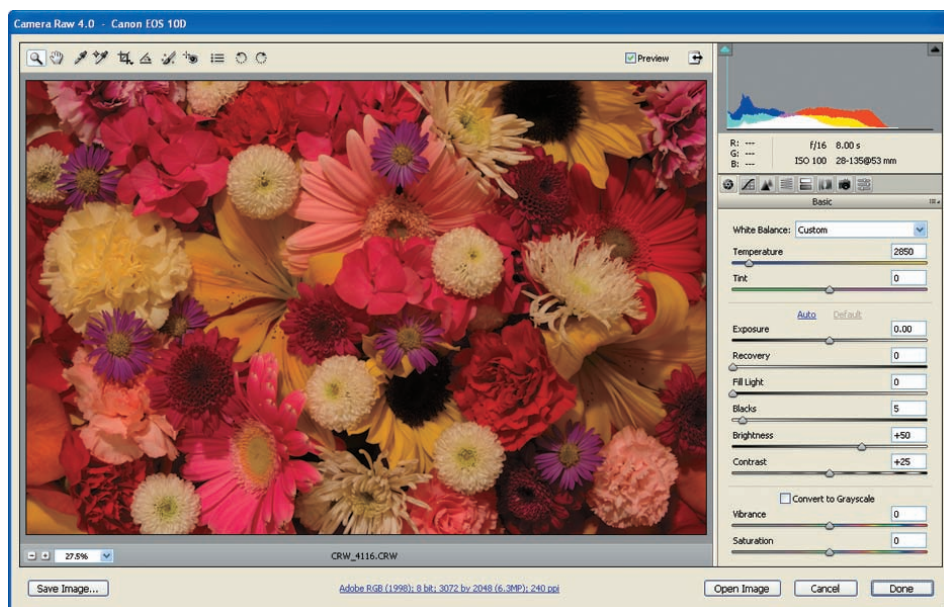 Camera Raw 4.0 - Canon EOS 10D
Preview
R: ---
G: ---
B: ---
f/16 8.00 s
ISO 100 28-135@53 mm
Basic
White Balance: Custom
Temperature 2850
Tint 0
Auto Default
Exposure 0.00
Recovery 0
Fill Light 0
Blacks 5
Brightness +50
Contrast +25
Convert to Grayscale
Vibrance 0
Saturation 0
27.5% CRW_4116.CRW
Save Image... Adobe RGB (1998); 8 bit; 3072 by 2048 (6.3MP); 240 ppi Open Image Cancel Done